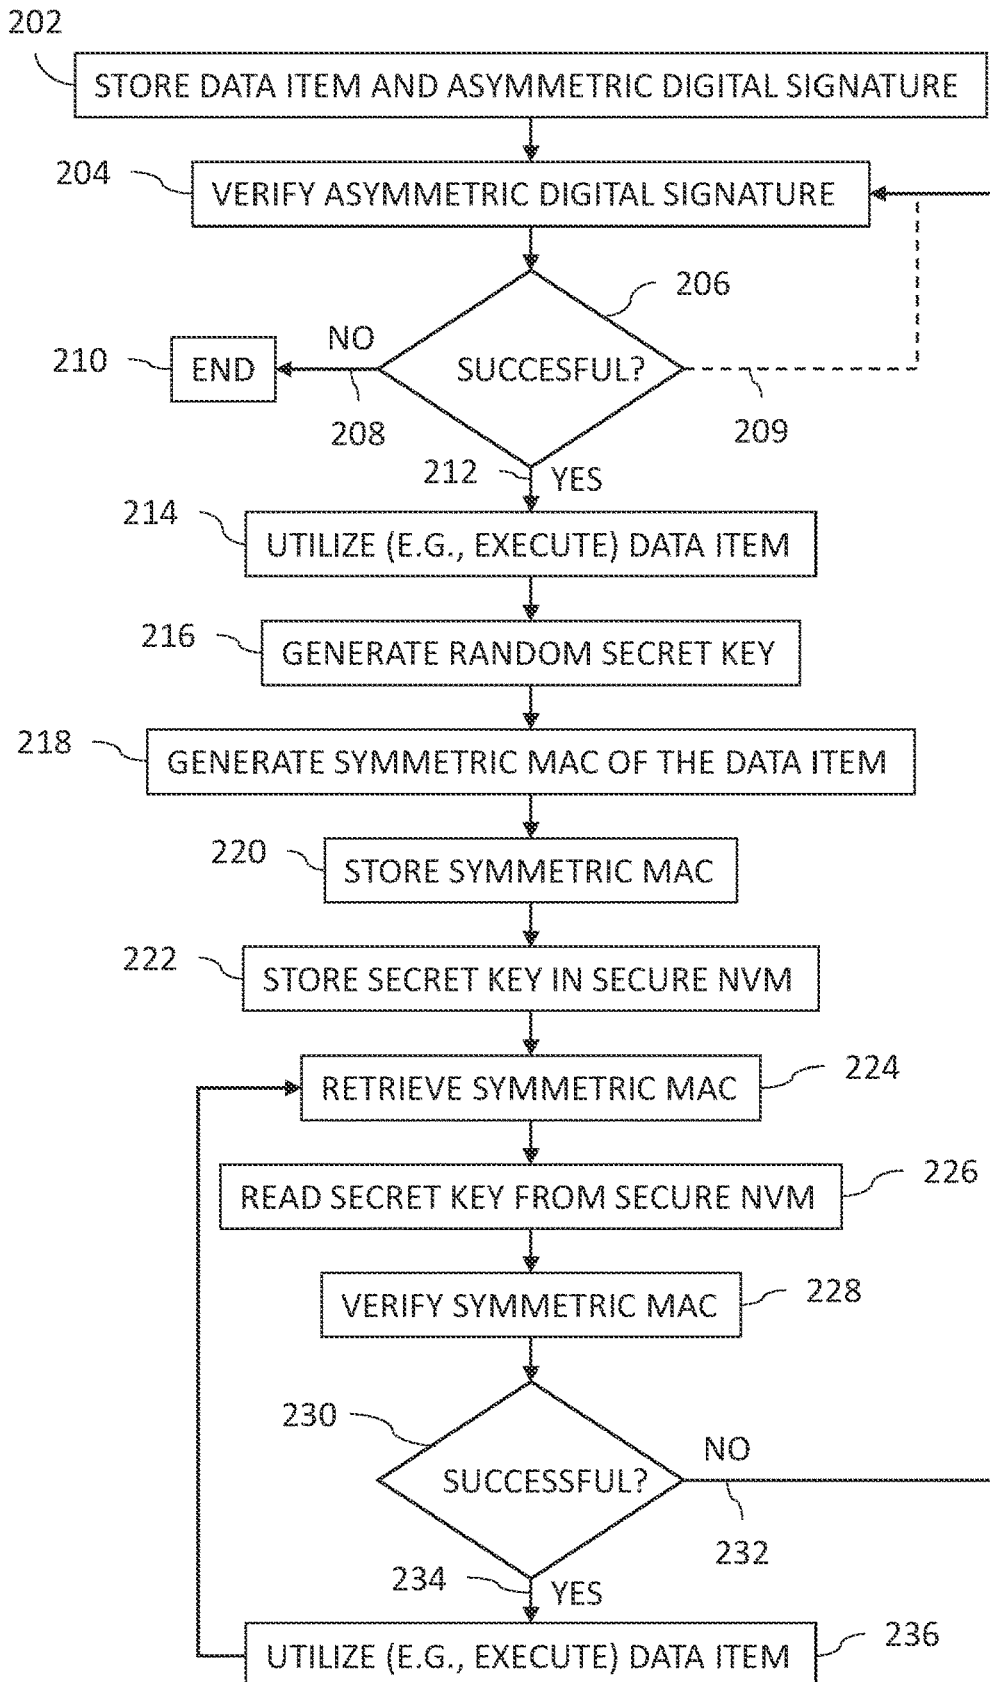 202
STORE DATA ITEM AND ASYMMETRIC DIGITAL SIGNATURE
204
VERIFY ASYMMETRIC DIGITAL SIGNATURE
206
NO
210
END
SUCCESFUL?
208
209
212
YES
214
UTILIZE (E.G., EXECUTE) DATA ITEM
216
GENERATE RANDOM SECRET KEY
218
GENERATE SYMMETRIC MAC OF THE DATA ITEM
220
STORE SYMMETRIC MAC
222
STORE SECRET KEY IN SECURE NVM
224
RETRIEVE SYMMETRIC MAC
226
READ SECRET KEY FROM SECURE NVM
228
VERIFY SYMMETRIC MAC
230
NO
SUCCESSFUL?
232
234
YES
236
UTILIZE (E.G., EXECUTE) DATA ITEM